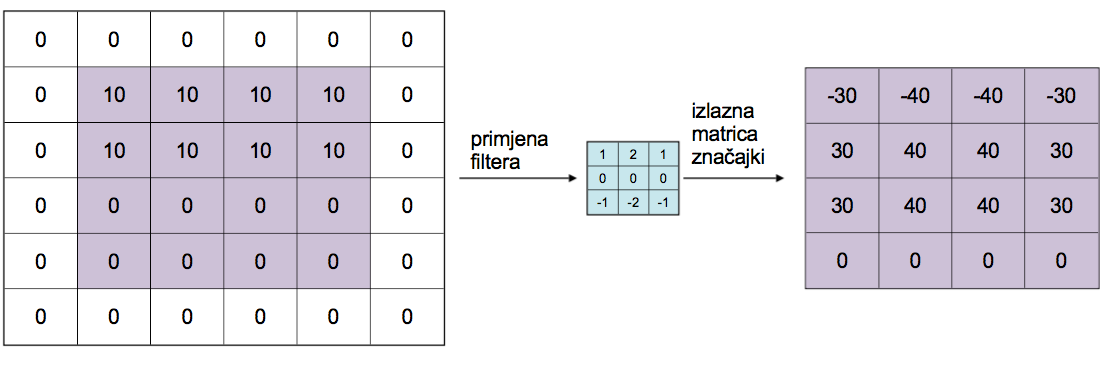 0 0 0 0 0 0
0 10 10 10 10 0
0 10 10 10 10 0
0 0 0 0 0 0
0 0 0 0 0 0
0 0 0 0 0 0
primjena
filtera
1 2 1
0 0 0
-1 -2 -1
izlazna
matrica
značajki
-30 -40 -40 -30
30 40 40 30
30 40 40 30
0 0 0 0